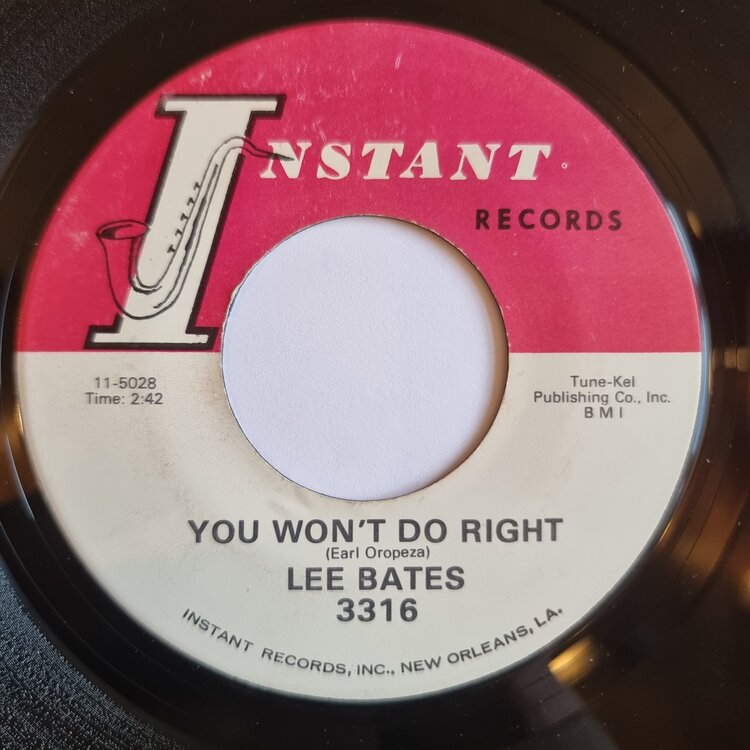 INSTANT
RECORDS
11-5028
Time: 2:42
Tune-Kel
Publishing Co., Inc.
B M I
YOU WON'T DO RIGHT
(Earl Oropeza)
LEE BATES
3316
INSTANT RECORDS, INC., NEW ORLEANS, LA.